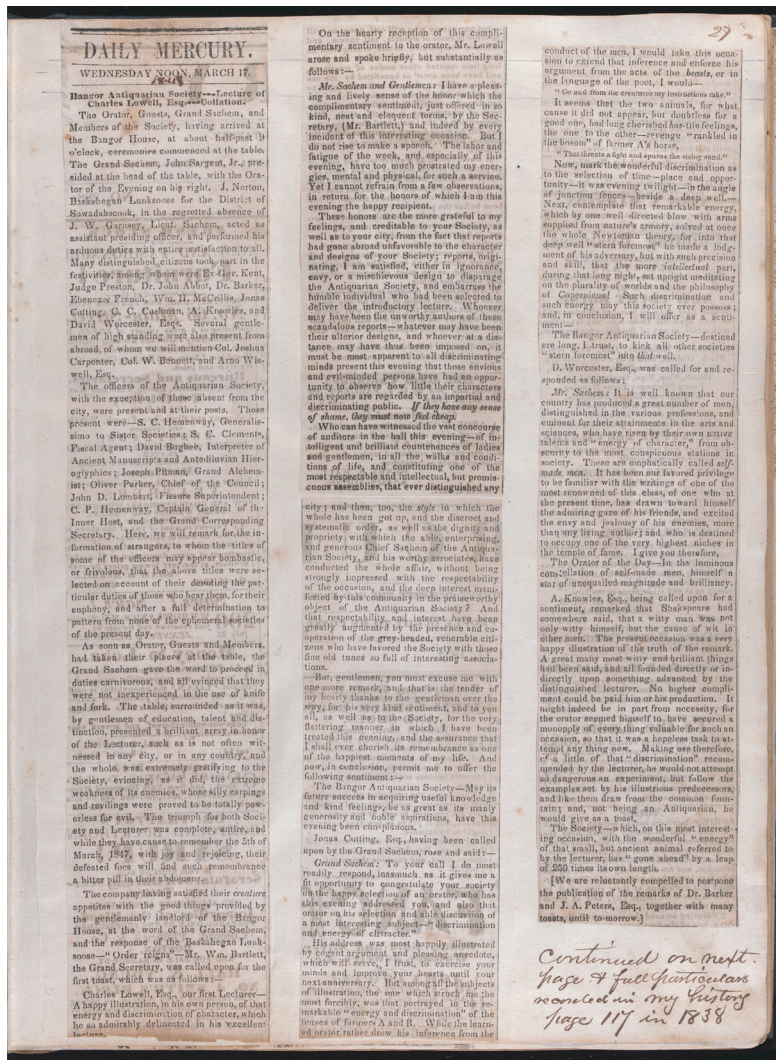 27
DAILY MERCURY.
WEDNESDAY NOON, MARCH 17.
Bangor Antiquarian Society---Lecture of
Charles Lowell, Esq.---Collation.
The Orator, Guests, Grand Sachem, and
Members of the Society, having arrived at
the Bangor House, at about half-past 9
o'clock, ceremonies commenced at the table.
The Grand Sachem, John Sargent, Jr., pre-
sided at the head of the table, with the Ora-
tor of the Evening on his right. J. Norton,
Baskahegan Lunksoose for the District of
Sawadabscook, in the regretted absence of
J. W. Garnsey, Lieut. Sachem, acted as
assistant presiding officer, and performed his
arduous duties with entire satisfaction to all.
Many distinguished citizens took part in the
festivities, among whom were Ex-Gov. Kent,
Judge Preston, Dr. John Abbot, Dr. Barker,
Ebenezer French, Wm. H. McCrillis, Jonas
Cutting, C. C. Cushman, A. Knowles, and
David Worcester, Esqs. Several gentle-
men of high standing were also present from
abroad, of whom we will mention Col. Joshua
Carpenter, Col. W. Bennett, and Arno Wis-
well, Esq.
The officers of the Antiquarian Society,
with the exception of those absent from the
city, were present and at their posts. Those
present were—S. C. Hemenway, Generalis-
simo to Sister Societies; S. C. Clements,
Fiscal Agent; David Bugbee, Interpreter of
Ancient Manuscripts and Antediluvian Hier-
oglyphics; Joseph Pitman, Grand Alchem-
ist; Oliver Parker, Chief of the Council;
John D. Lambert, Fissure Superintendent;
C. P. Hemenway, Captain General of the
Inner Host, and the Grand Corresponding
Secretary. Here, we will remark for the in-
formation of strangers, to whom the titles of
some of the officers may appear bombastic,
or frivolous, that the above titles were se-
lected on account of their denoting the par-
ticular duties of those who bear them, for their
euphony, and after a full determination to
pattern from none of the ephemeral societies
of the present day.
As soon as Orator, Guests and Members,
had taken their places at the table, the
Grand Sachem gave the word to proceed in
duties carnivorous, and all evinced that they
were not inexperienced in the use of knife
and fork. The table, surrounded as it was,
by gentlemen of education, talent and dis-
tinction, presented a brilliant array in honor
of the Lecturer, such as is not often wit-
nessed in any city, or in any country, and
the whole was extremely gratifying to the
Society, evincing, as it did, the extreme
weakness of its enemies, whose silly carpings
and revilings were proved to be totally pow-
erless for evil. The triumph for both Soci-
ety and Lecturer was complete, entire, and
while they have cause to remember the 5th of
March, 1847, with joy and rejoicing, their
defeated foes will find such remembrance
a bitter pill in their abdomens.
The company having satisfied their creature
appetites with the good things provided by
the gentlemanly landlord of the Bangor
House, at the word of the Grand Sachem,
and the response of the Baskahegan Lunk-
soose—"Order reigns"—Mr. Wm. Bartlett,
the Grand Secretary, was called upon for the
first toast, which was as follows:—
Charles Lowell, Esq., our first Lecturer—
A happy illustration, in his own person, of that
energy and discrimination of character, which
he so admirably delineated in his excellent
lecture.
On the hearty reception of this compli-
mentary sentiment to the orator, Mr. Lowell
arose and spoke briefly, but substantially as
follows:—
Mr. Sachem and Gentlemen: I have a pleas-
ing and lively sense of the honor which the
complimentary sentiment, just offered in so
kind, neat and eloquent terms, by the Sec-
retary, (Mr. Bartlett,) and indeed by every
incident of this interesting occasion. But I
do not rise to make a speech. The labor and
fatigue of the week, and especially of this
evening, have too much prostrated my ener-
gies, mental and physical, for such a service.
Yet I cannot refrain from a few observations,
in return for the honors of which I am this
evening the happy recipient.
These honors are the more grateful to my
feelings, and creditable to your Society, as
well as to your city, from the fact that reports
had gone abroad unfavorable to the character
and designs of your Society; reports, origi-
nating, I am satisfied, either in ignorance,
envy, or a mischievous design to disparage
the Antiquarian Society, and embarrass the
humble individual who had been selected to
deliver the introductory lecture. Whoever
may have been the unworthy authors of these
scandalous reports—whatever may have been
their ulterior designs, and whoever at a dis-
tance may have thus been imposed on, it
must be most apparent to all discriminating
minds present this evening that those envious
and evil-minded persons have had an oppor-
tunity to observe how little their characters
and reports are regarded by an impartial and
discriminating public. If they have any sense
of shame, they must now feel cheap.
Who can have witnessed the vast concourse
of auditors in the hall this evening—of in-
telligent and brilliant countenances of ladies
and gentlemen, in all the walks and condi-
tions of life, and constituting one of the
most respectable and intellectual, but promis-
cuous assemblies, that ever distinguished any
city; and then, too, the style in which the
whole has been got up, and the discreet and
systematic order, as well as the dignity and
propriety with which the able, enterprising,
and generous Chief Sachem of the Antiqua-
rian Society, and his worthy associates, have
conducted the whole affair, without being
strongly impressed with the respectability
of the occasion, and the deep interest mani-
fested by this community in the praiseworthy
object of the Antiquarian Society? And
that respectability and interest have been
greatly augmented by the presence and co-
operation of the grey-headed, venerable citi-
zens who have favored the Society with those
fine old tunes so full of interesting associa-
tions.
But, gentlemen, you must excuse me with
one more remark, and that is the tender of
my hearty thanks to the gentleman over the
way, for his very kind sentiment, and to you
all, as well as to the Society, for the very
flattering manner in which I have been
treated this evening, and the assurance that
I shall ever cherish its remembrance as one
of the happiest moments of my life. And
now, in conclusion, permit me to offer the
following sentiment:—
The Bangor Antiquarian Society—May its
future success in acquiring useful knowledge
and kind feelings, be as great as its manly
generosity and noble aspirations, have this
evening been conspicuous.
Jonas Cutting, Esq., having been called
upon by the Grand Sachem, rose and said:—
Grand Sachem: To your call I do most
readily respond, inasmuch as it gives me a
fit opportunity to congratulate your society
on the happy selection of an orator, who has
this evening addressed you, and also that
orator on his selection and able discussion of
a most interesting subject—"discrimination
and energy of character."
His address was most happily illustrated
by cogent argument and pleasing anecdote,
which will serve, I trust, to exercise your
minds and improve your hearts until your
next anniversary. But among all the subjects
of illustration, the one which struck me the
most forcibly, was that portrayed in the re-
markable "energy and discrimination" of the
horses of farmers A and B. While the learn-
ed orator rather drew his inference from the
conduct of the men, I would take this occa-
sion to extend that inference and enforce his
argument from the acts of the beasts, or in
the language of the poet, I would—
"Go and from the creatures my instructions take."
It seems that the two animals, for what
cause it did not appear, but doubtless for a
good one, had long cherished hostile feelings,
the one to the other—revenge "rankled in
the bosom" of farmer A's horse,
"That threats a fight and spurns the rising sand."
Now, mark the wonderful discrimination as
to the selection of time—place and oppor-
tunity—it was evening twilight—in the angle
of junction fences—beside a deep well.—
Next, contemplate that remarkable energy,
which by one well directed blow with arms
supplied from nature's armory, solved at once
the whole Newtonian theory, for into that
deep well "stern foremost" he made a lodg-
ment of his adversary, but with such precision
and skill, that the more intellectual part,
during that long night, sat upright meditating
on the plurality of worlds and the philosophy
of Copernicus! Such discrimination and
such energy may this society ever possess;
and, in conclusion, I will offer as a senti-
ment—
The Bangor Antiquarian Society—destined
ere long, I trust, to kick all other societies
"stern foremost" into that well.
D. Worcester, Esq., was called for and re-
sponded as follows:
Mr. Sachem: It is well known that our
country has produced a great number of men,
distinguished in the various professions, and
eminent for their attainments in the arts and
sciences, who have risen by their own native
talents and "energy of character," from ob-
scurity to the most conspicuous stations in
society. These are emphatically called self-
made men. It has been our favored privilege
to be familiar with the writings of one of the
most renowned of this class, of one who at
the present time, has drawn toward himself
the admiring gaze of his friends, and excited
the envy and jealousy of his enemies, more
than any living author; and who is destined
to occupy one of the very highest niches in
the temple of fame. I give you therefore,
The Orator of the Day—In the luminous
constellation of self-made men, himself a
star of unequalled magnitude and brilliancy.
A. Knowles, Esq., being called upon for a
sentiment, remarked that Shakspeare had
somewhere said, that a witty man was not
only witty himself, but the cause of wit in
other men. The present occasion was a very
happy illustration of the truth of the remark.
A great many most witty and brilliant things
had been said, and all founded directly or in-
directly upon something advanced by the
distinguished lecturer. No higher compli-
ment could be paid him or his production. It
might indeed be in part from necessity, for
the orator seemed himself to have secured a
monopoly of every thing valuable for such an
occasion, so that it was a hopeless task to at-
tempt any thing new. Making use therefore,
of a little of that "discrimination" recom-
mended by the lecturer, he would not attempt
so dangerous an experiment, but follow the
examples set by his illustrious predecessors,
and like them draw from the common foun-
tain; and, not being an Antiquarian, he
would give as a toast,
The Society—which, on this most interest-
ing occasion, with the wonderful "energy"
of that small, but ancient animal referred to
by the lecturer, has "gone ahead" by a leap
of 250 times its own length.
[We are reluctantly compelled to postpone
the publication of the remarks of Dr. Barker
and J. A. Peters, Esq., together with many
toasts, until to-morrow.]
Continued on next
page & full particulars
recorded in my history
page 117 in 1838